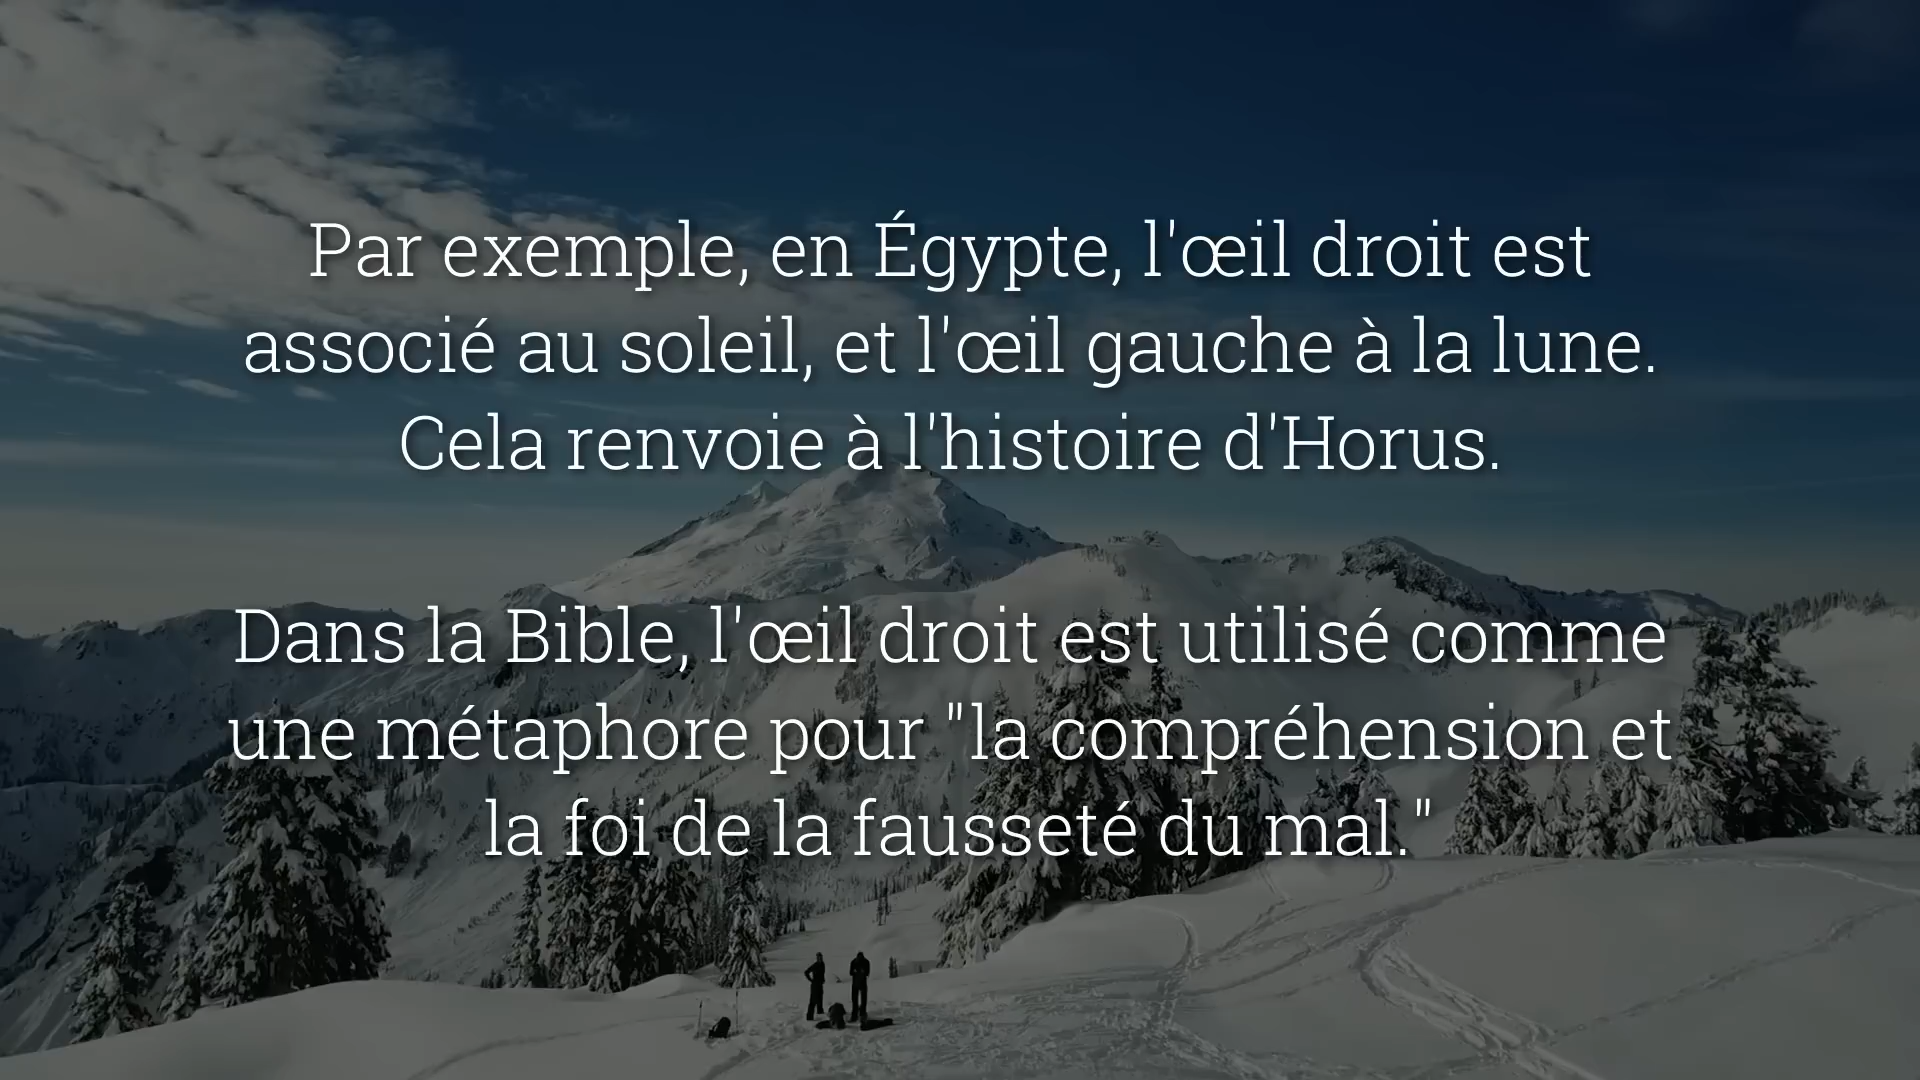 Par exemple, en Égypte, l'œil droit est
associé au soleil, et l'œil gauche à la lune.
Cela renvoie à l'histoire d'Horus.
Dans la Bible, l'œil droit est utilisé comme
une métaphore pour "la compréhension et
la foi de la fausseté du mal."